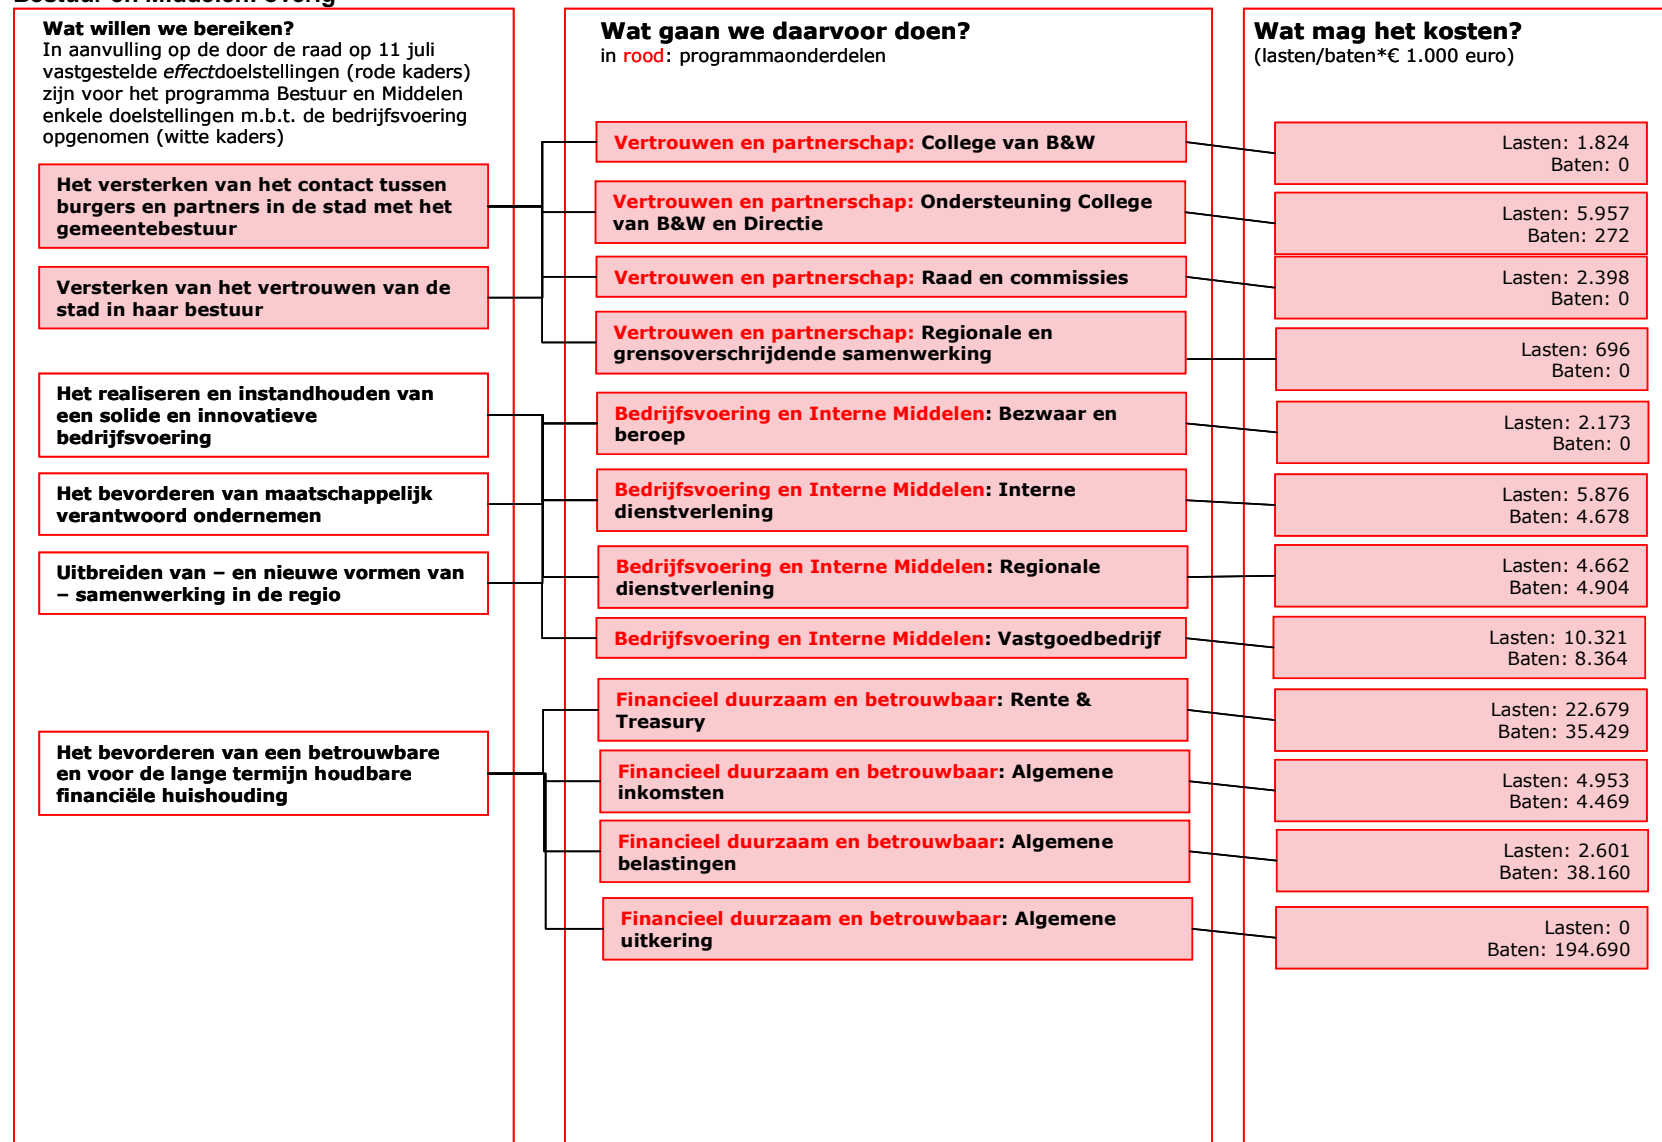 Bestuur en Middelen: overig
Wat willen we bereiken?
In aanvulling op de door de raad op 11 juli
vastgestelde effectdoelstellingen (rode kaders)
zijn voor het programma Bestuur en Middelen
enkele doelstellingen m.b.t. de bedrijfsvoering
opgenomen (witte kaders)
Het versterken van het contact tussen
burgers en partners in de stad met het
gemeentebestuur
Versterken van het vertrouwen van de
stad in haar bestuur
Het realiseren en instandhouden van
een solide en innovatieve
bedrijfsvoering
Het bevorderen van maatschappelijk
verantwoord ondernemen
Uitbreiden van – en nieuwe vormen van
– samenwerking in de regio
Het bevorderen van een betrouwbare
en voor de lange termijn houdbare
financiële huishouding
Wat gaan we daarvoor doen?
in rood: programmaonderdelen
Vertrouwen en partnerschap: College van B&W
Vertrouwen en partnerschap: Ondersteuning College
van B&W en Directie
Vertrouwen en partnerschap: Raad en commissies
Vertrouwen en partnerschap: Regionale en
grensoverschrijdende samenwerking
Bedrijfsvoering en Interne Middelen: Bezwaar en
beroep
Bedrijfsvoering en Interne Middelen: Interne
dienstverlening
Bedrijfsvoering en Interne Middelen: Regionale
dienstverlening
Bedrijfsvoering en Interne Middelen: Vastgoedbedrijf
Financieel duurzaam en betrouwbaar: Rente &
Treasury
Financieel duurzaam en betrouwbaar: Algemene
inkomsten
Financieel duurzaam en betrouwbaar: Algemene
belastingen
Financieel duurzaam en betrouwbaar: Algemene
uitkering
Wat mag het kosten?
(lasten/baten*€ 1.000 euro)
Lasten: 1.824
Baten: 0
Lasten: 5.957
Baten: 272
Lasten: 2.398
Baten: 0
Lasten: 696
Baten: 0
Lasten: 2.173
Baten: 0
Lasten: 5.876
Baten: 4.678
Lasten: 4.662
Baten: 4.904
Lasten: 10.321
Baten: 8.364
Lasten: 22.679
Baten: 35.429
Lasten: 4.953
Baten: 4.469
Lasten: 2.601
Baten: 38.160
Lasten: 0
Baten: 194.690